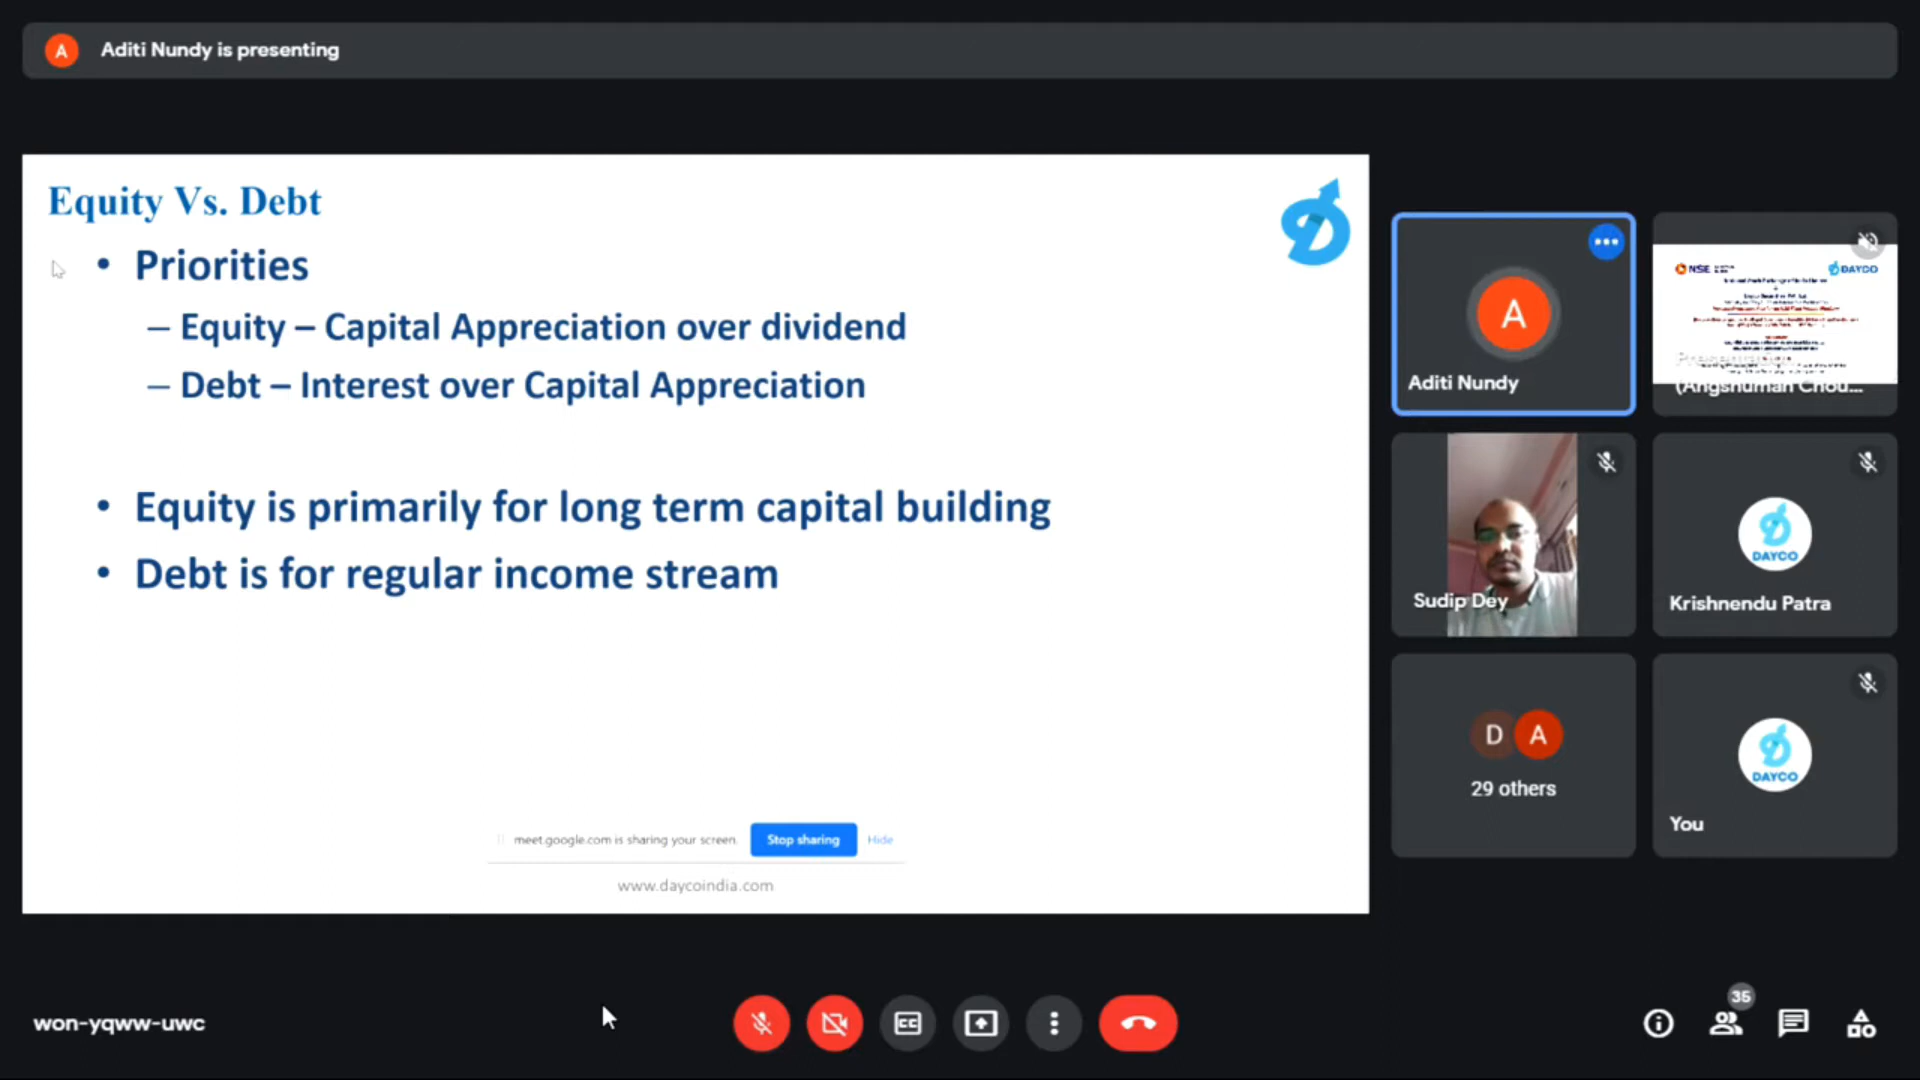 A Aditi Nundy is presenting
Equity Vs. Debt
• Priorities
– Equity – Capital Appreciation over dividend
– Debt – Interest over Capital Appreciation
• Equity is primarily for long term capital building
• Debt is for regular income stream
meet.google.com is sharing your screen. Stop sharing Hide
www.daycoindia.com
A
Aditi Nundy
NSE DAYCO
(Angshuman Chou...
Sudip Dey
DAYCO
Krishnendu Patra
D A
29 others
DAYCO
You
won-yqww-uwc
CC
35